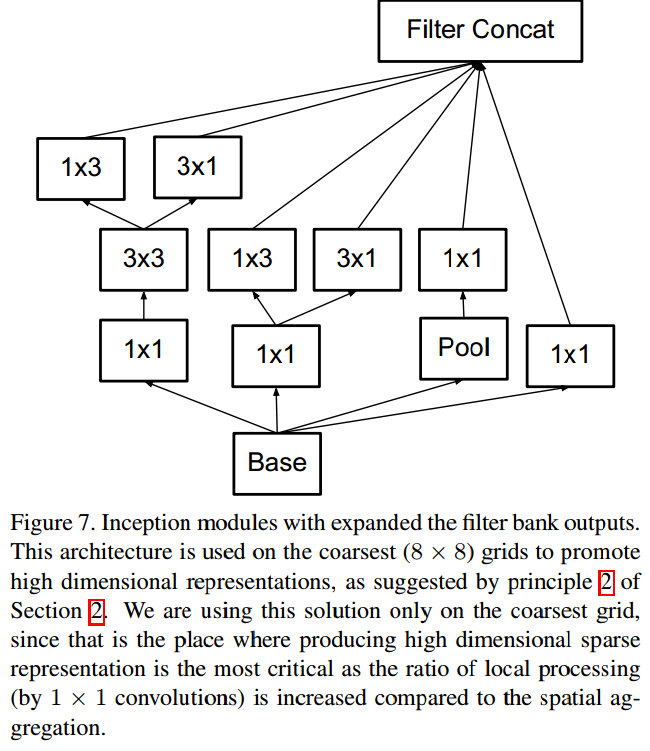 Filter Concat
1x3
3x1
3x3
1x3
3x1
1x1
1x1
1x1
Pool
1x1
Base
Figure 7. Inception modules with expanded the filter bank outputs.
This architecture is used on the coarsest (8 × 8) grids to promote
high dimensional representations, as suggested by principle 2 of
Section 2. We are using this solution only on the coarsest grid,
since that is the place where producing high dimensional sparse
representation is the most critical as the ratio of local processing
(by 1 × 1 convolutions) is increased compared to the spatial ag-
gregation.